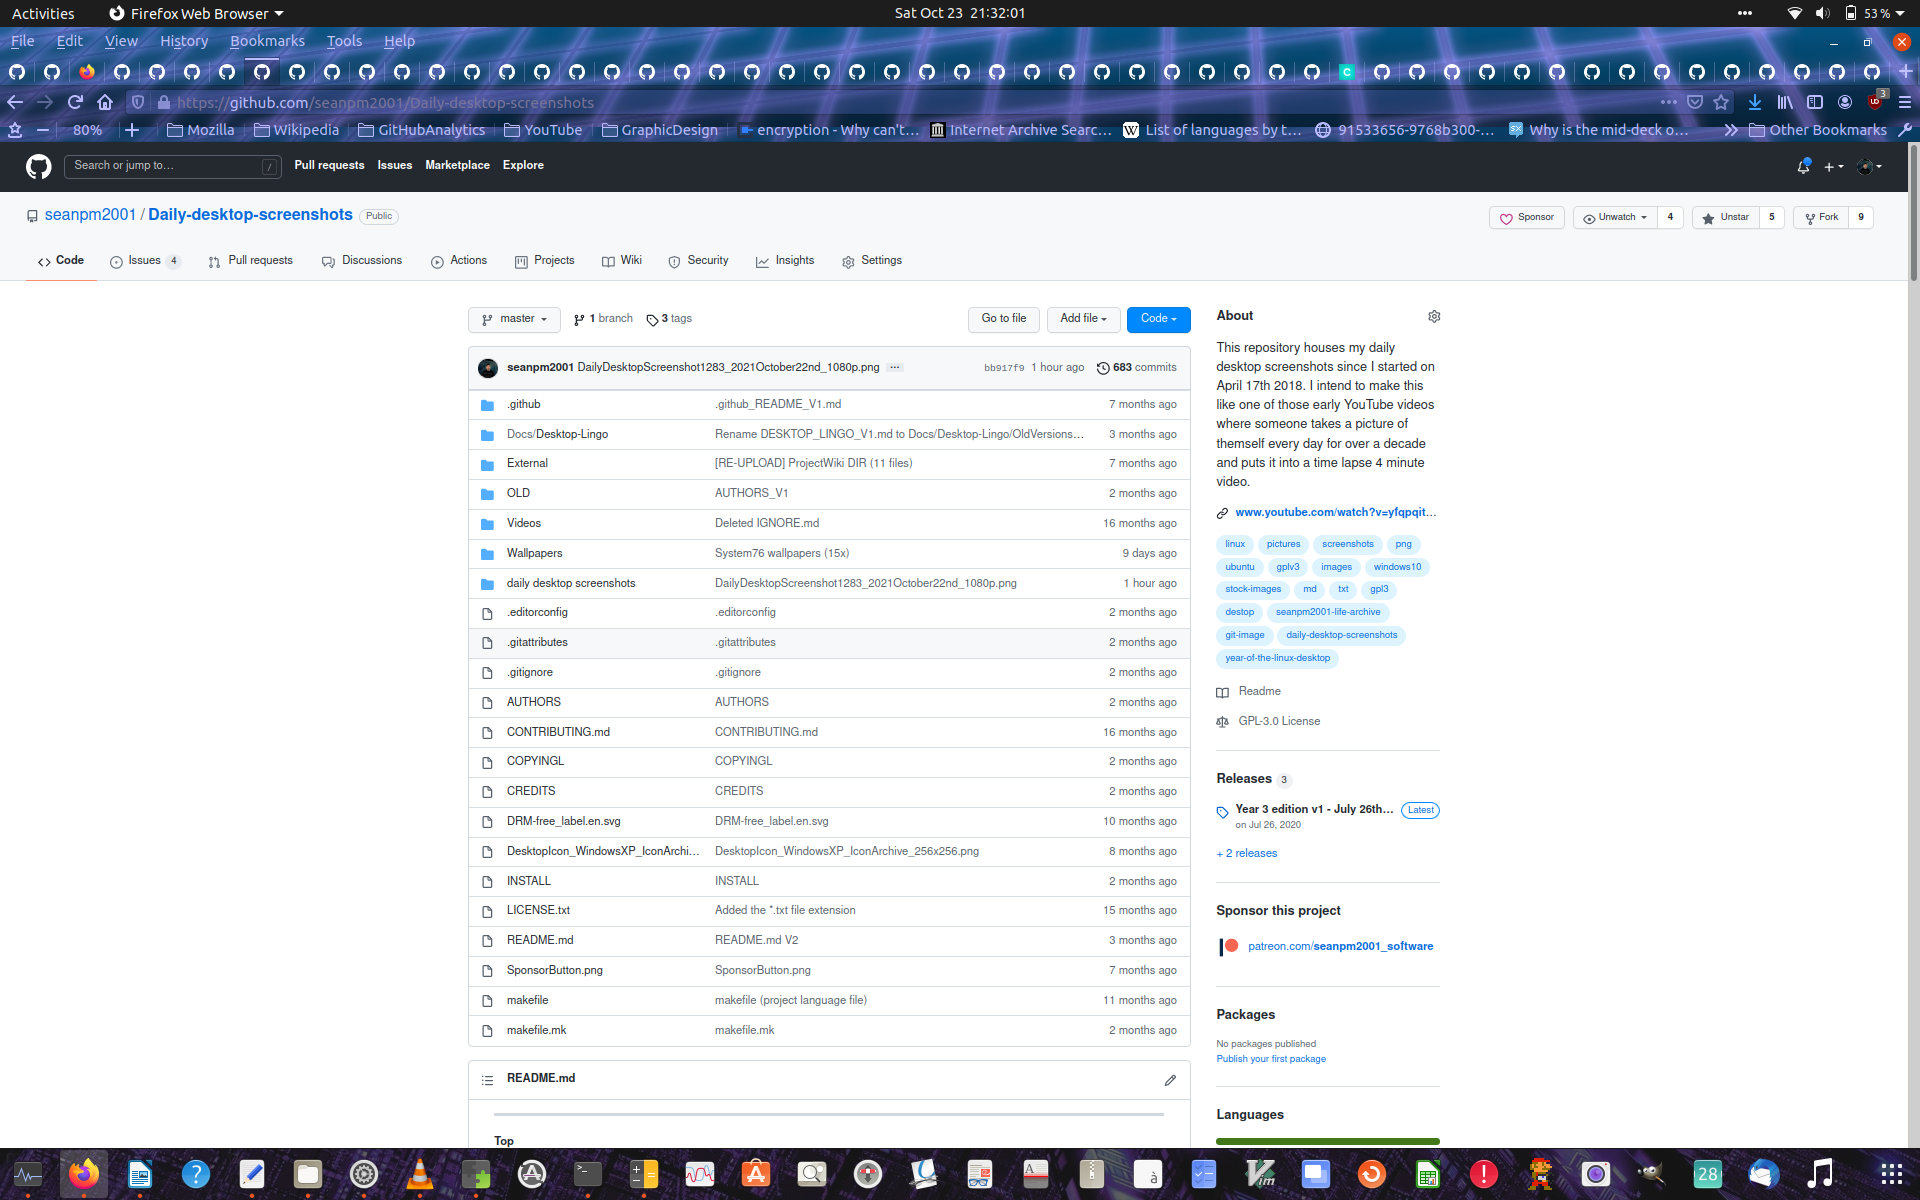 Activities Firefox Web Browser Sat Oct 23 21:32:01 53 %
File Edit View History Bookmarks Tools Help
https://github.com/seanpm2001/Daily-desktop-screenshots 3
80% Mozilla Wikipedia GitHubAnalytics YouTube GraphicDesign encryption - Why can't… Internet Archive Searc… List of languages by t… 91533656-9768b300-… Why is the mid-deck o… Other Bookmarks
Search or jump to… / Pull requests Issues Marketplace Explore
seanpm2001 / Daily-desktop-screenshots Public Sponsor Unwatch 4 Unstar 5 Fork 9
Code Issues 4 Pull requests Discussions Actions Projects Wiki Security Insights Settings
master 1 branch 3 tags Go to file Add file Code
seanpm2001 DailyDesktopScreenshot1283_2021October22nd_1080p.png … bb917f9 1 hour ago 683 commits
.github .github_README_V1.md 7 months ago
Docs/Desktop-Lingo Rename DESKTOP_LINGO_V1.md to Docs/Desktop-Lingo/OldVersions… 3 months ago
External [RE-UPLOAD] ProjectWiki DIR (11 files) 7 months ago
OLD AUTHORS_V1 2 months ago
Videos Deleted IGNORE.md 16 months ago
Wallpapers System76 wallpapers (15x) 9 days ago
daily desktop screenshots DailyDesktopScreenshot1283_2021October22nd_1080p.png 1 hour ago
.editorconfig .editorconfig 2 months ago
.gitattributes .gitattributes 2 months ago
.gitignore .gitignore 2 months ago
AUTHORS AUTHORS 2 months ago
CONTRIBUTING.md CONTRIBUTING.md 16 months ago
COPYINGL COPYINGL 2 months ago
CREDITS CREDITS 2 months ago
DRM-free_label.en.svg DRM-free_label.en.svg 10 months ago
DesktopIcon_WindowsXP_IconArchi… DesktopIcon_WindowsXP_IconArchive_256x256.png 8 months ago
INSTALL INSTALL 2 months ago
LICENSE.txt Added the *.txt file extension 15 months ago
README.md README.md V2 3 months ago
SponsorButton.png SponsorButton.png 7 months ago
makefile makefile (project language file) 11 months ago
makefile.mk makefile.mk 2 months ago
README.md
Top
About
This repository houses my daily
desktop screenshots since I started on
April 17th 2018. I intend to make this
like one of those early YouTube videos
where someone takes a picture of
themself every day for over a decade
and puts it into a time lapse 4 minute
video.
www.youtube.com/watch?v=yfqpqit…
linux pictures screenshots png
ubuntu gplv3 images windows10
stock-images md txt gpl3
destop seanpm2001-life-archive
git-image daily-desktop-screenshots
year-of-the-linux-desktop
Readme
GPL-3.0 License
Releases 3
Year 3 edition v1 - July 26th… Latest
on Jul 26, 2020
+ 2 releases
Sponsor this project
patreon.com/seanpm2001_software
Packages
No packages published
Publish your first package
Languages
28